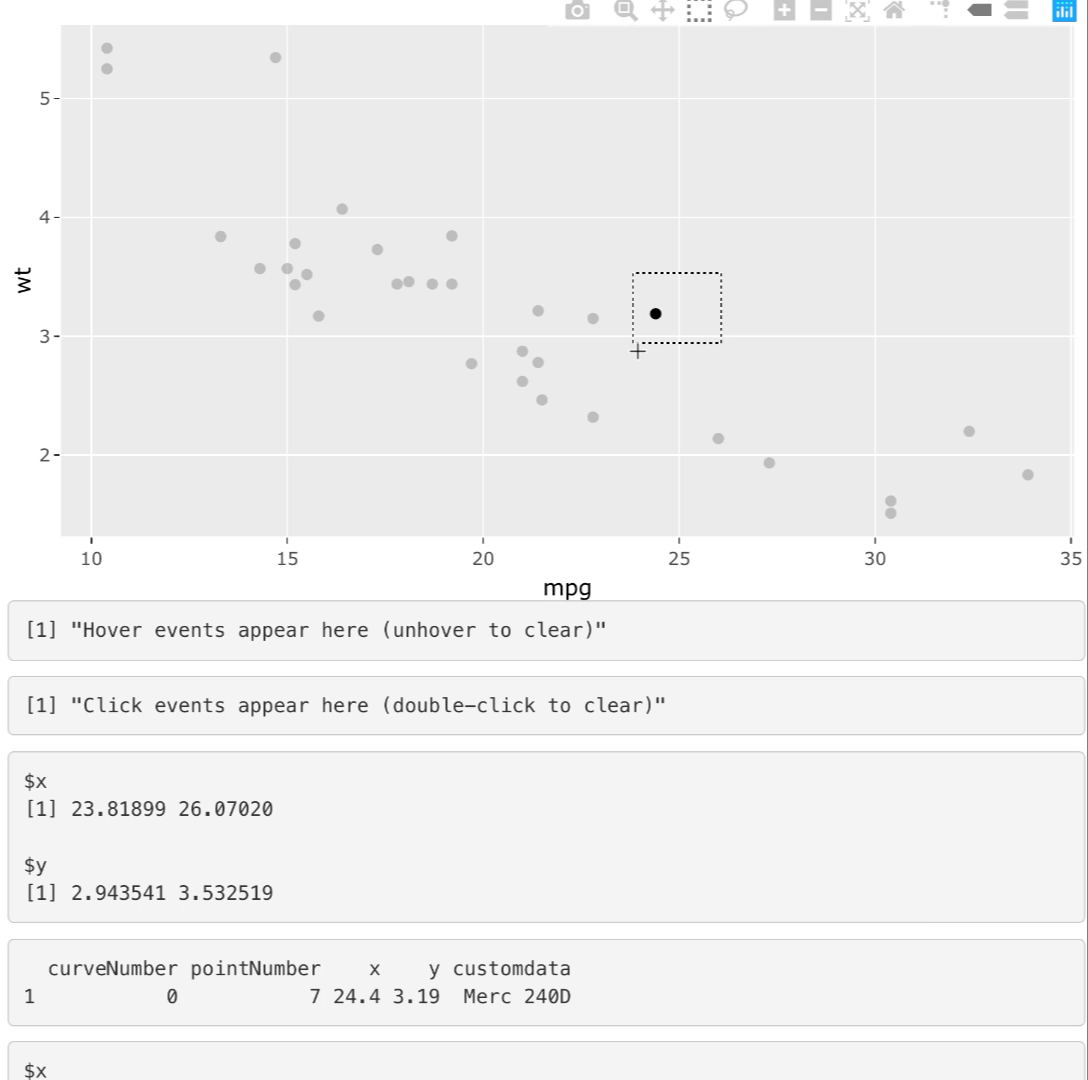 5
4
3
2
wt
10 15 20 25 30 35
mpg
[1] "Hover events appear here (unhover to clear)"
[1] "Click events appear here (double-click to clear)"
$x
[1] 23.81899 26.07020
$y
[1] 2.943541 3.532519
curveNumber pointNumber x y customdata
1 0 7 24.4 3.19 Merc 240D
$x